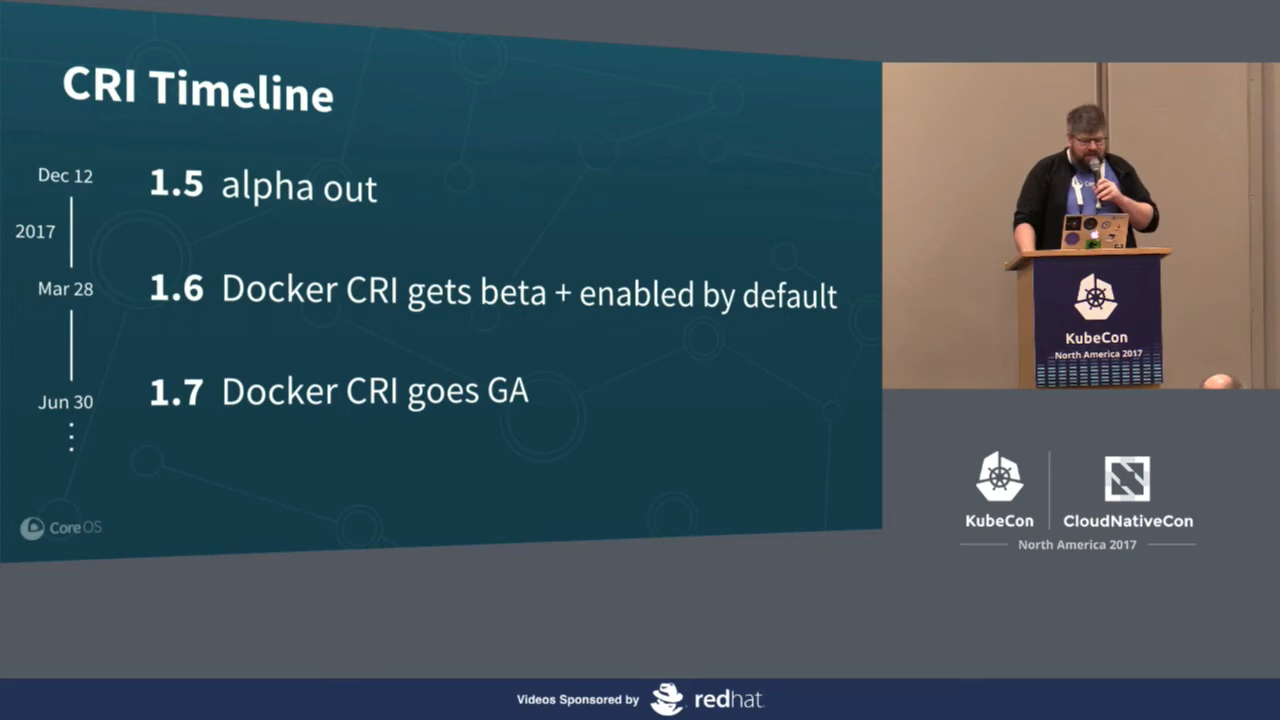 CRI Timeline
Dec 12
1.5 alpha out
2017
Mar 28
1.6 Docker CRI gets beta + enabled by default
Jun 30
1.7 Docker CRI goes GA
CoreOS
KubeCon
North America 2017
KubeCon
CloudNativeCon
North America 2017
Videos Sponsored by redhat.